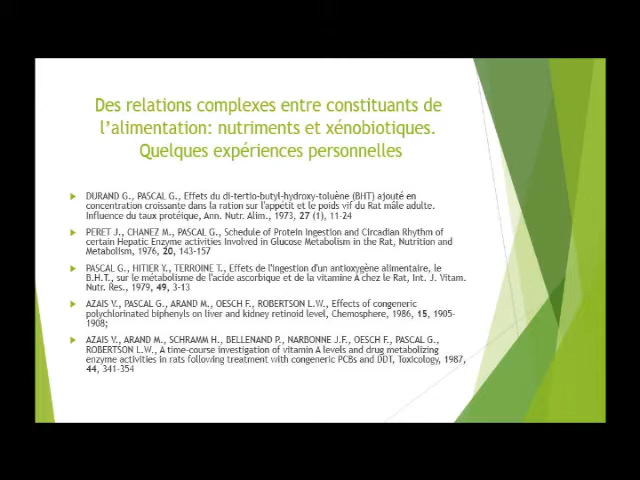 Des relations complexes entre constituants de
l'alimentation: nutriments et xénobiotiques.
Quelques expériences personnelles
DURAND G., PASCAL G., Effets du di-tertio-butyl-hydroxy-toluène (BHT) ajouté en
concentration croissante dans la ration sur l'appétit et le poids vif du Rat mâle adulte.
Influence du taux protéique, Ann. Nutr. Alim., 1973, 27 (1), 11-24
PERET J., CHANEZ M., PASCAL G., Schedule of Protein Ingestion and Circadian Rhythm of
certain Hepatic Enzyme activities Involved in Glucose Metabolism in the Rat, Nutrition and
Metabolism, 1976, 20, 143-157
PASCAL G., HITIER Y., TERROINE T., Effets de l'ingestion d'un antioxygène alimentaire, le
B.H.T., sur le métabolisme de l'acide ascorbique et de la vitamine A chez le Rat, Int. J. Vitam.
Nutr. Res., 1979, 49, 3-13
AZAIS V., PASCAL G., ARAND M., OESCH F., ROBERTSON L.W., Effects of congeneric
polychlorinated biphenyls on liver and kidney retinoid level, Chemosphere, 1986, 15, 1905-
1908;
AZAIS V., ARAND M., SCHRAMM H., BELLENAND P., NARBONNE J.F., OESCH F., PASCAL G.,
ROBERTSON L.W., A time-course investigation of vitamin A levels and drug metabolizing
enzyme activities in rats following treatment with congeneric PCBs and DDT, Toxicology, 1987,
44, 341-354